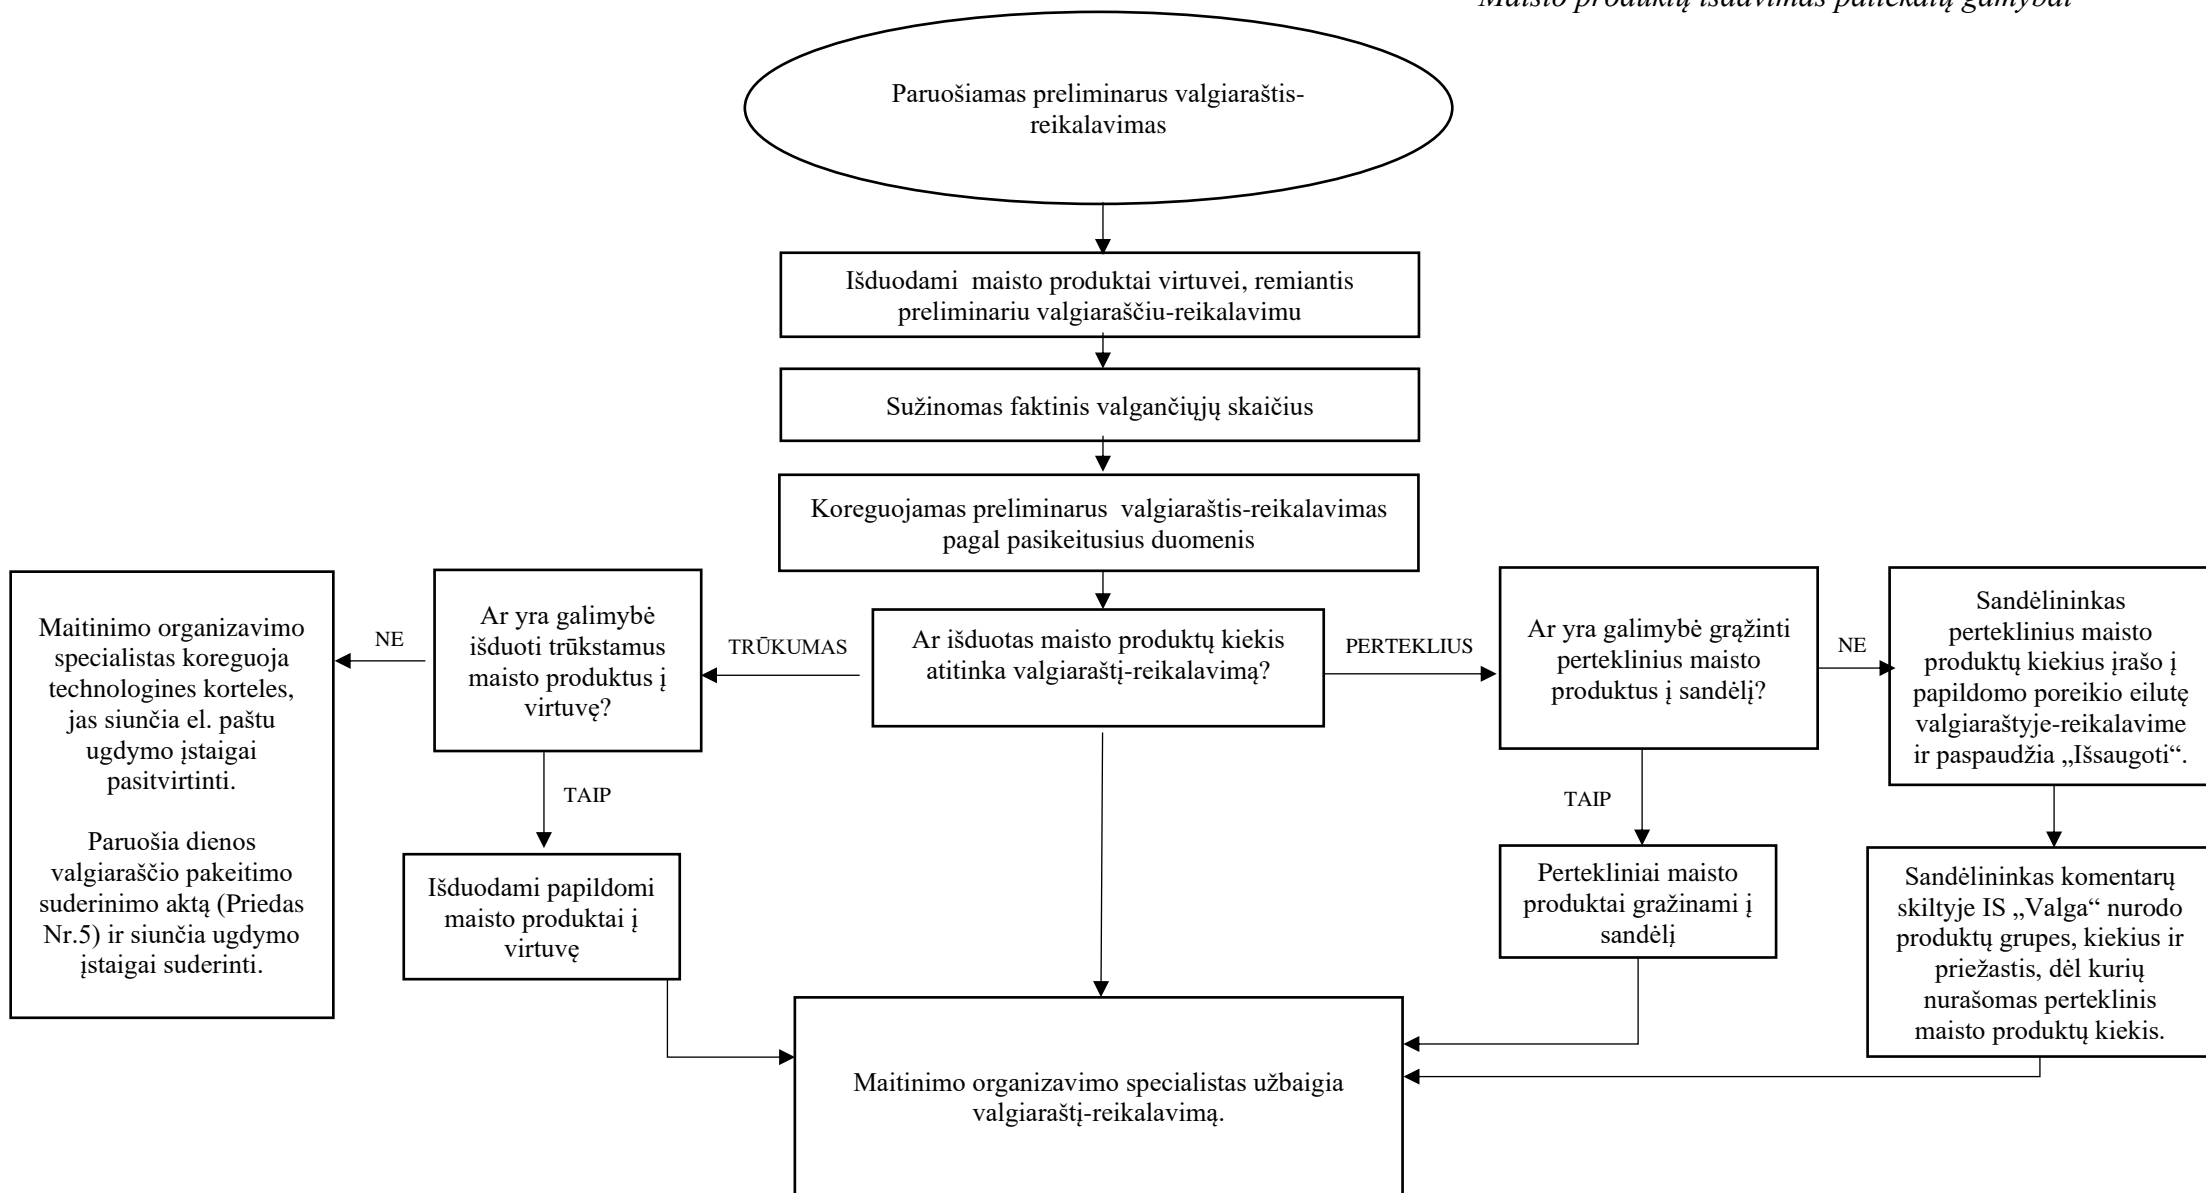 Maisto produktų išdavimas patiekalų gamybai
Paruošiamas preliminarus valgiaraštis-
reikalavimas
Išduodami maisto produktai virtuvei, remiantis
preliminariu valgiaraščiu-reikalavimu
Sužinomas faktinis valgančiųjų skaičius
Koreguojamas preliminarus valgiaraštis-reikalavimas
pagal pasikeitusius duomenis
Maitinimo organizavimo
specialistas koreguoja
technologines korteles,
jas siunčia el. paštu
ugdymo įstaigai
pasitvirtinti.
Paruošia dienos
valgiaraščio pakeitimo
suderinimo aktą (Priedas
Nr.5) ir siunčia ugdymo
įstaigai suderinti.
NE
Ar yra galimybė
išduoti trūkstamus
maisto produktus į
virtuvę?
TRŪKUMAS
Ar išduotas maisto produktų kiekis
atitinka valgiaraštį-reikalavimą?
PERTEKLIUS
Ar yra galimybė grąžinti
perteklinius maisto
produktus į sandėlį?
NE
Sandėlininkas
perteklinius maisto
produktų kiekius įrašo į
papildomo poreikio eilutę
valgiaraštyje-reikalavime
ir paspaudžia „Išsaugoti“.
TAIP
TAIP
Išduodami papildomi
maisto produktai į
virtuvę
Pertekliniai maisto
produktai gražinami į
sandėlį
Sandėlininkas komentarų
skiltyje IS „Valga“ nurodo
produktų grupes, kiekius ir
priežastis, dėl kurių
nurašomas perteklinis
maisto produktų kiekis.
Maitinimo organizavimo specialistas užbaigia
valgiaraštį-reikalavimą.